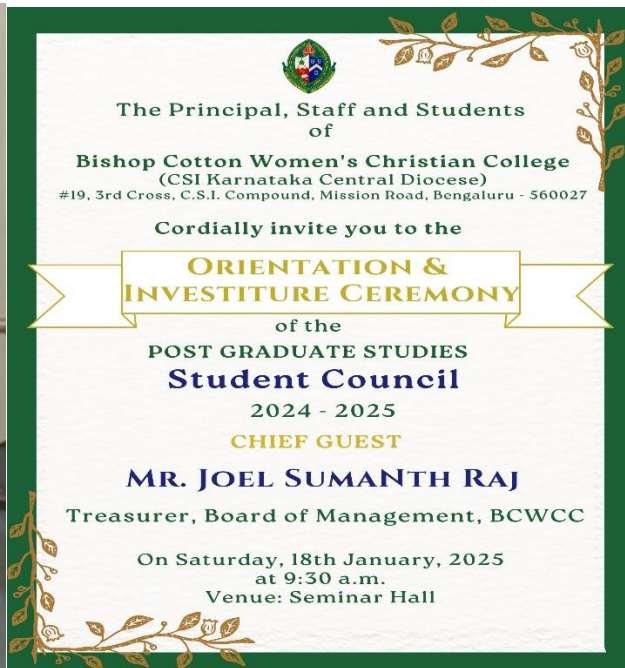 The Principal, Staff and Students
of
Bishop Cotton Women's Christian College
(CSI Karnataka Central Diocese)
#19, 3rd Cross, C.S.I. Compound, Mission Road, Bengaluru - 560027
Cordially invite you to the
ORIENTATION &
INVESTITURE CEREMONY
of the
POST GRADUATE STUDIES
Student Council
2024 - 2025
CHIEF GUEST
MR. JOEL SUMANTH RAJ
Treasurer, Board of Management, BCWCC
On Saturday, 18th January, 2025
at 9:30 a.m.
Venue: Seminar Hall